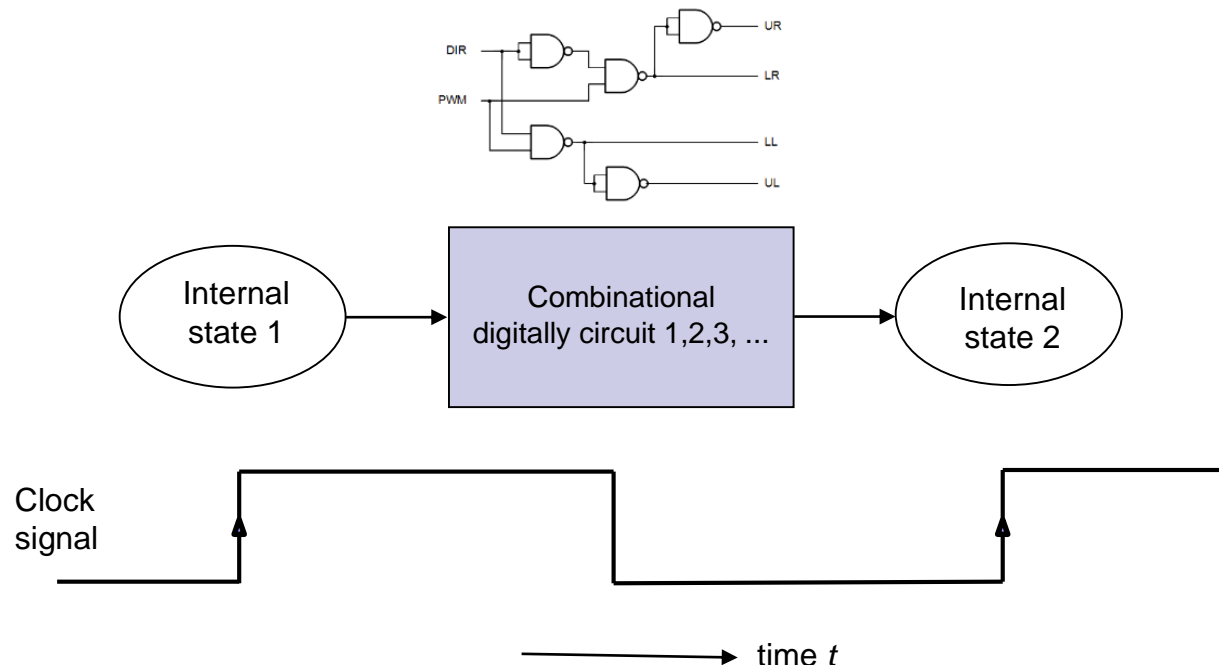 UR
DIR
LR
PWM
LL
UL
Internal
state 1
Combinational
digitally circuit 1,2,3, ...
Internal
state 2
Clock
signal
time t